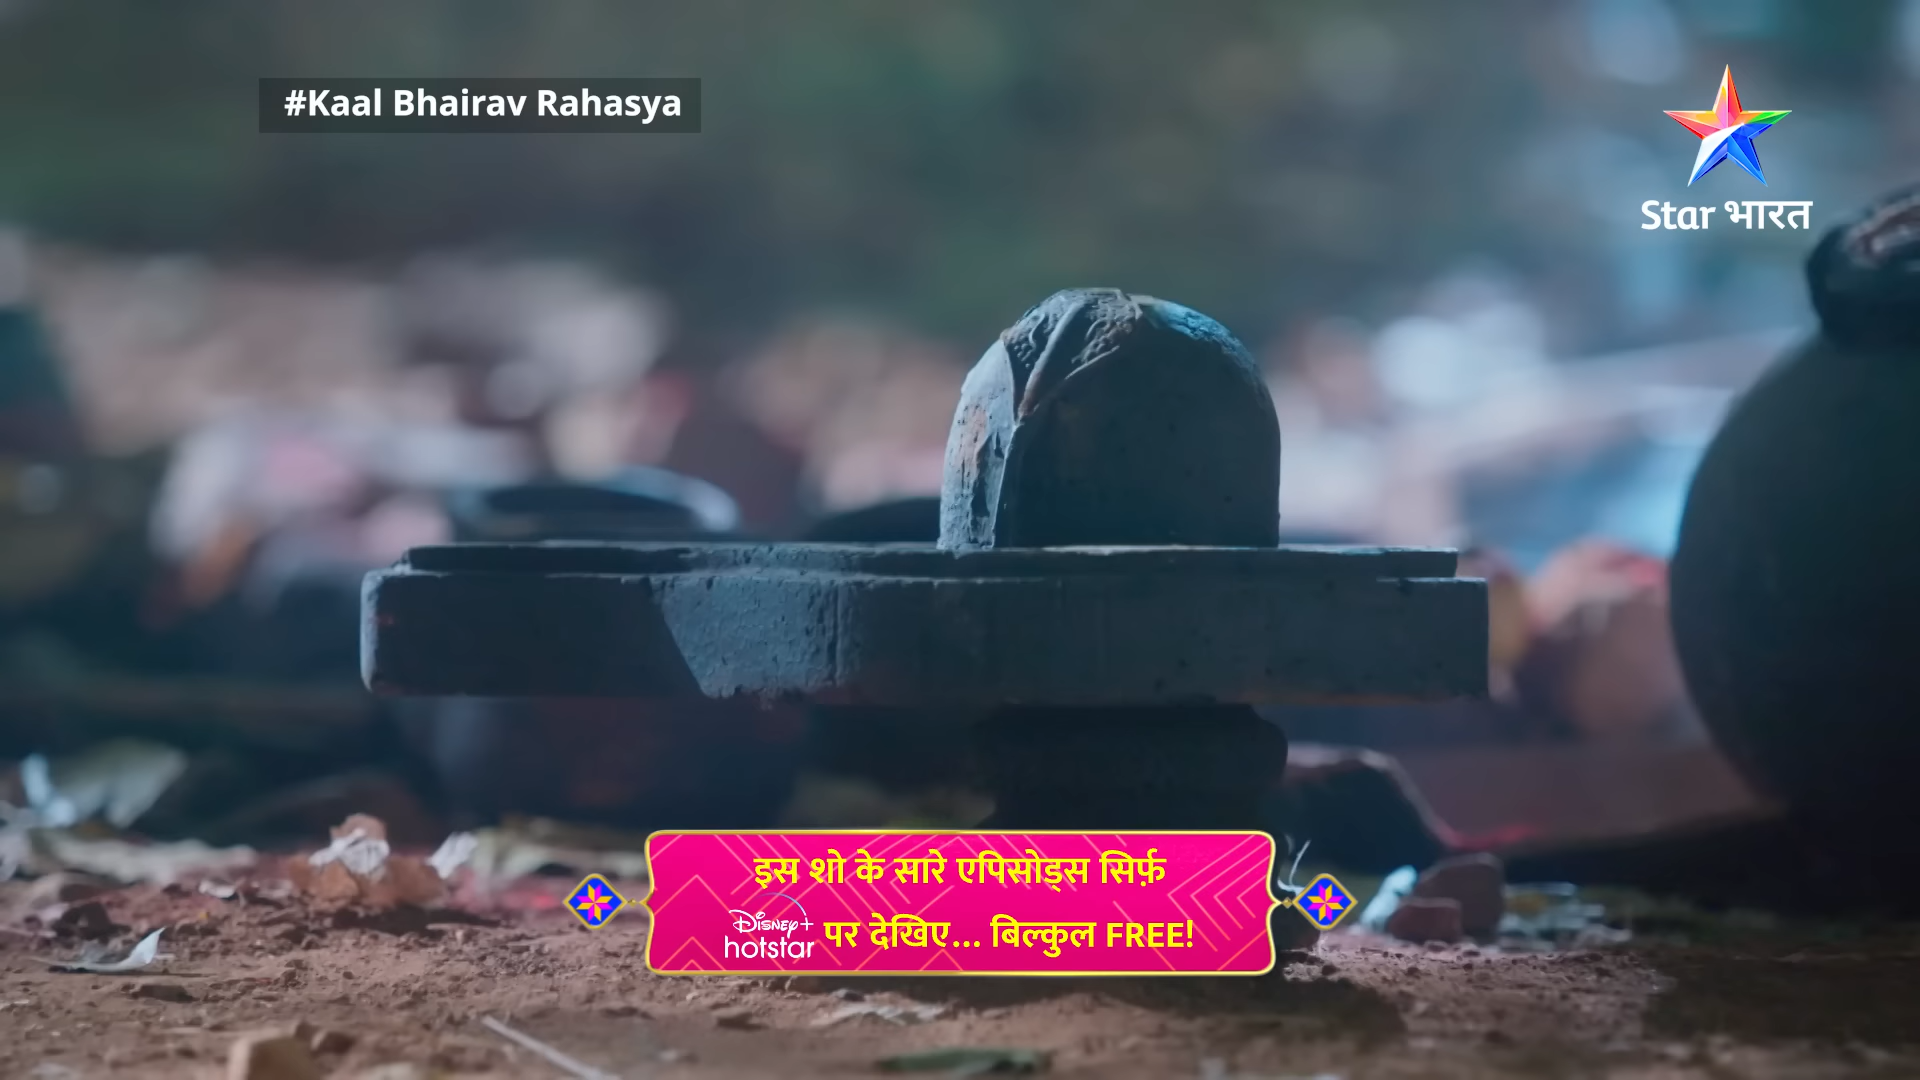 #Kaal Bhairav Rahasya
Star भारत
इस शो के सारे एपिसोड्स सिर्फ़
Disney+ hotstar पर देखिए... बिल्कुल FREE!